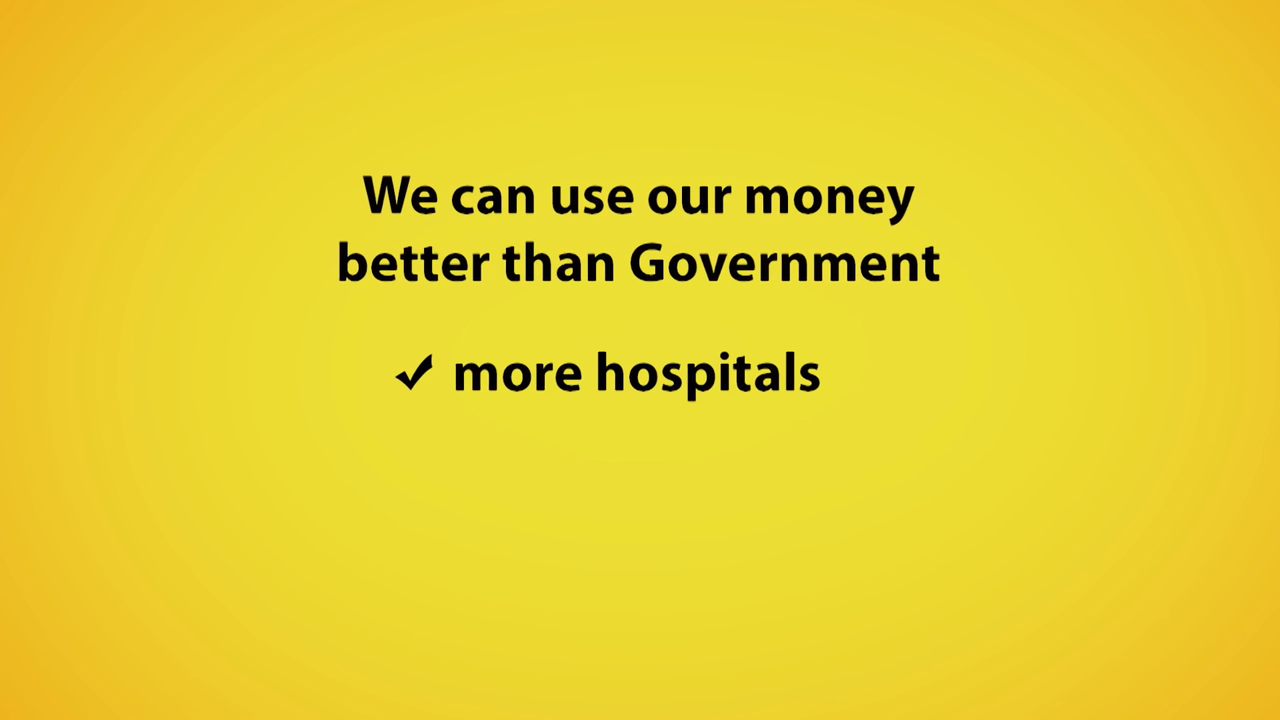 We can use our money
better than Government
✓ more hospitals